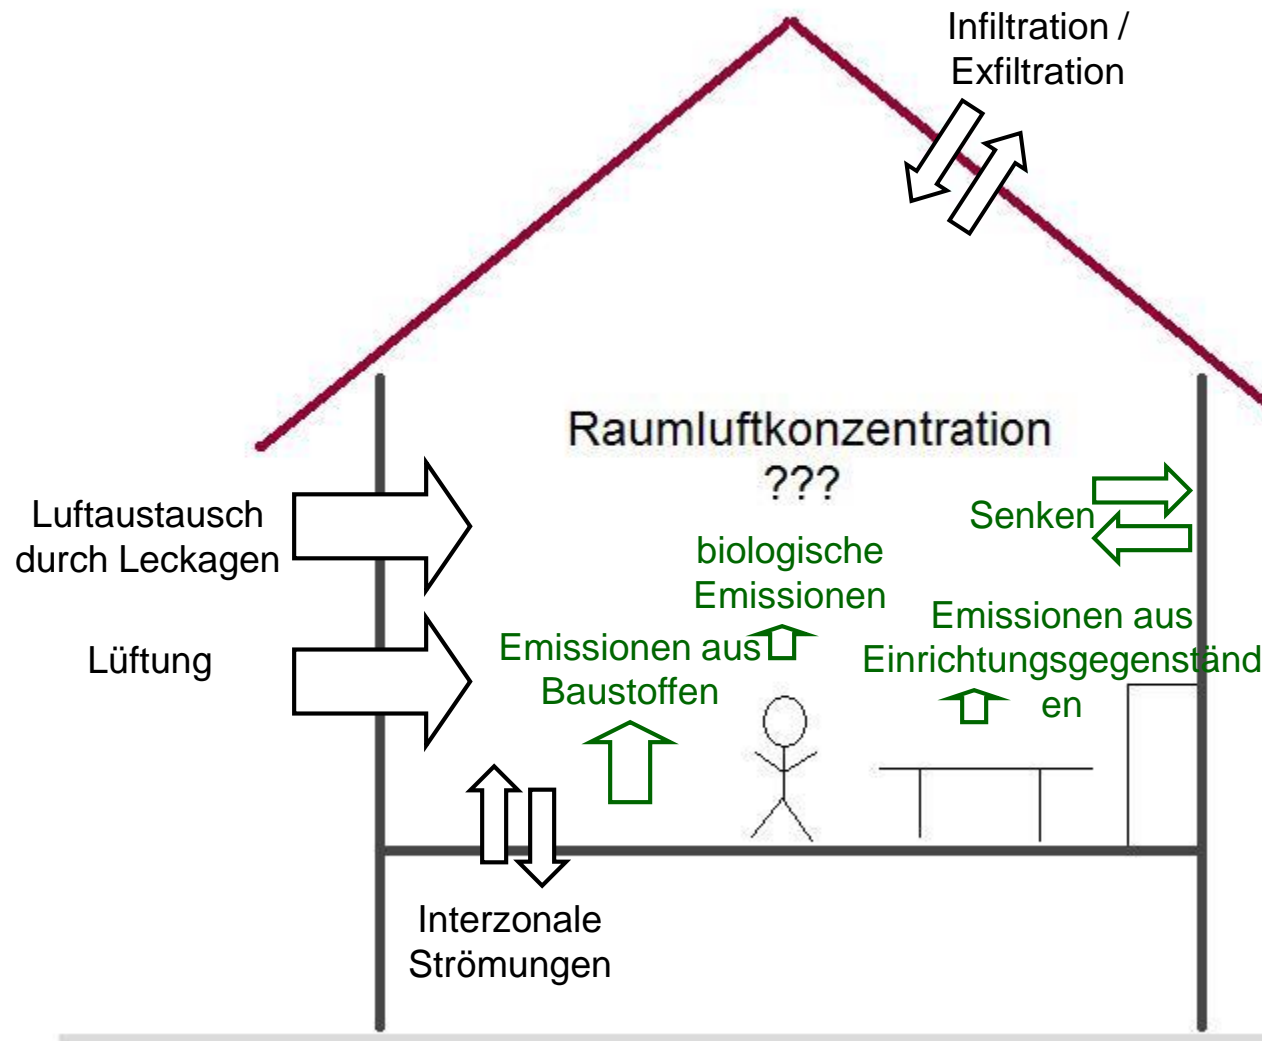 Infiltration /
Exfiltration
Raumluftkonzentration
???
Luftaustausch
durch Leckagen
Senken
biologische
Emissionen
Lüftung
Emissionen aus
Baustoffen
Emissionen aus
Einrichtungsgegenständ
en
Interzonale
Strömungen